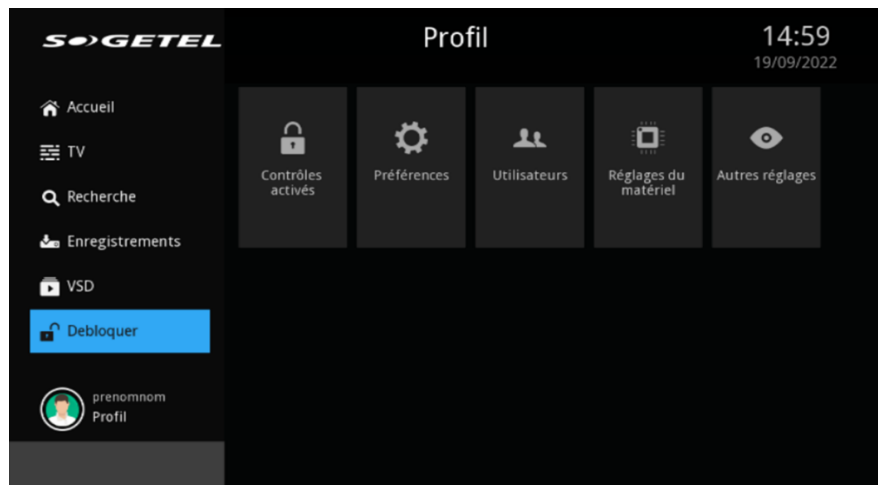 SOGETEL
Profil
14:59
19/09/2022
Accueil
TV
Recherche
Enregistrements
VSD
Debloquer
prenomnom
Profil
Contrôles
activés
Préférences
Utilisateurs
Réglages du
matériel
Autres réglages